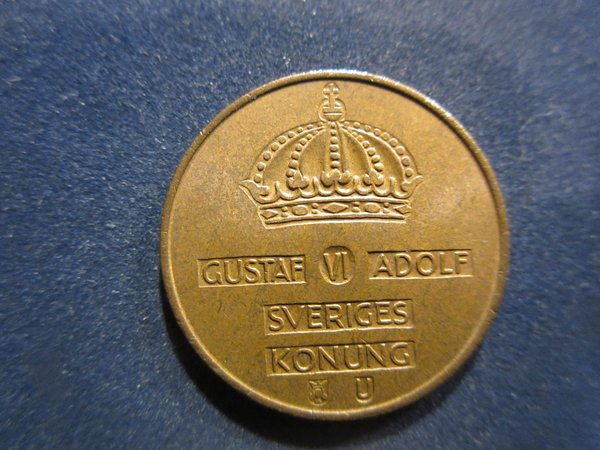 GUSTAF VI ADOLF
SVERIGES
KONUNG
U